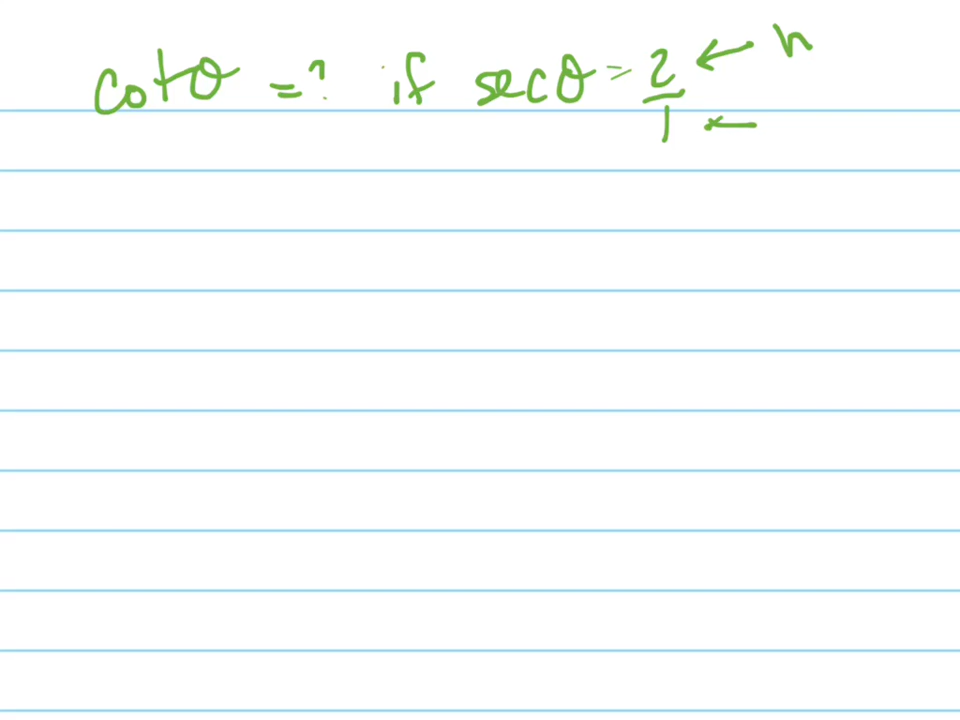 cotθ = ? if secθ = 2/1 ← h
←